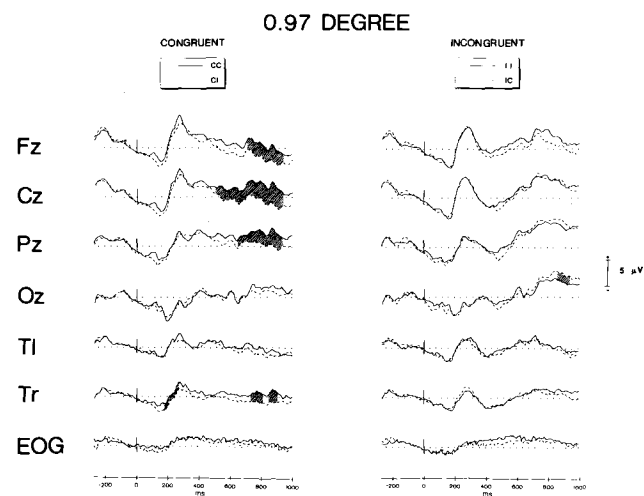 0.97 DEGREE
CONGRUENT
INCONGRUENT
CC
CI
II
IC
Fz
Cz
Pz
Oz
Tl
Tr
EOG
5 µV
-200 0 200 400 600 800 1000
ms
-200 0 200 400 600 800 1000
ms